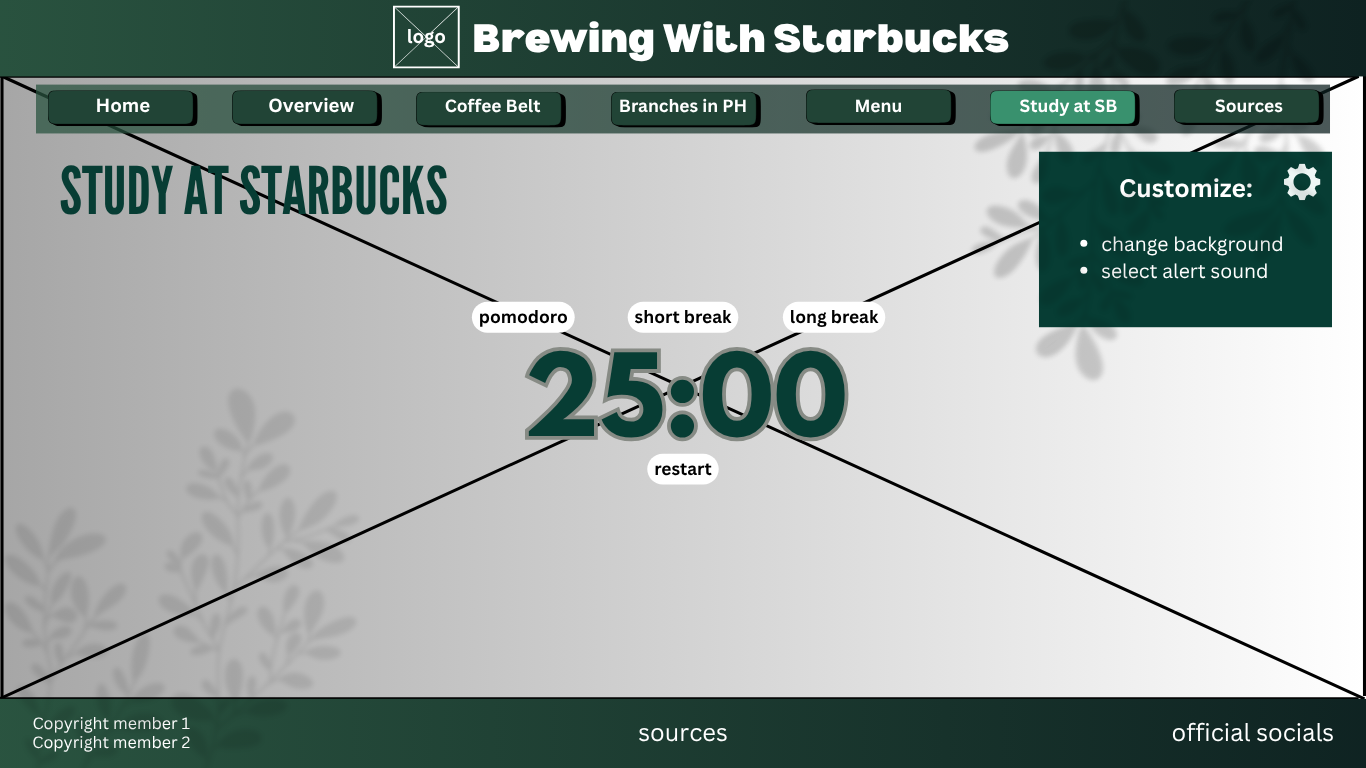 logo
Brewing With Starbucks
Home
Overview
Coffee Belt
Branches in PH
Menu
Study at SB
Sources
STUDY AT STARBUCKS
Customize:
• change background
• select alert sound
pomodoro
short break
long break
25:00
restart
Copyright member 1
Copyright member 2
sources
official socials